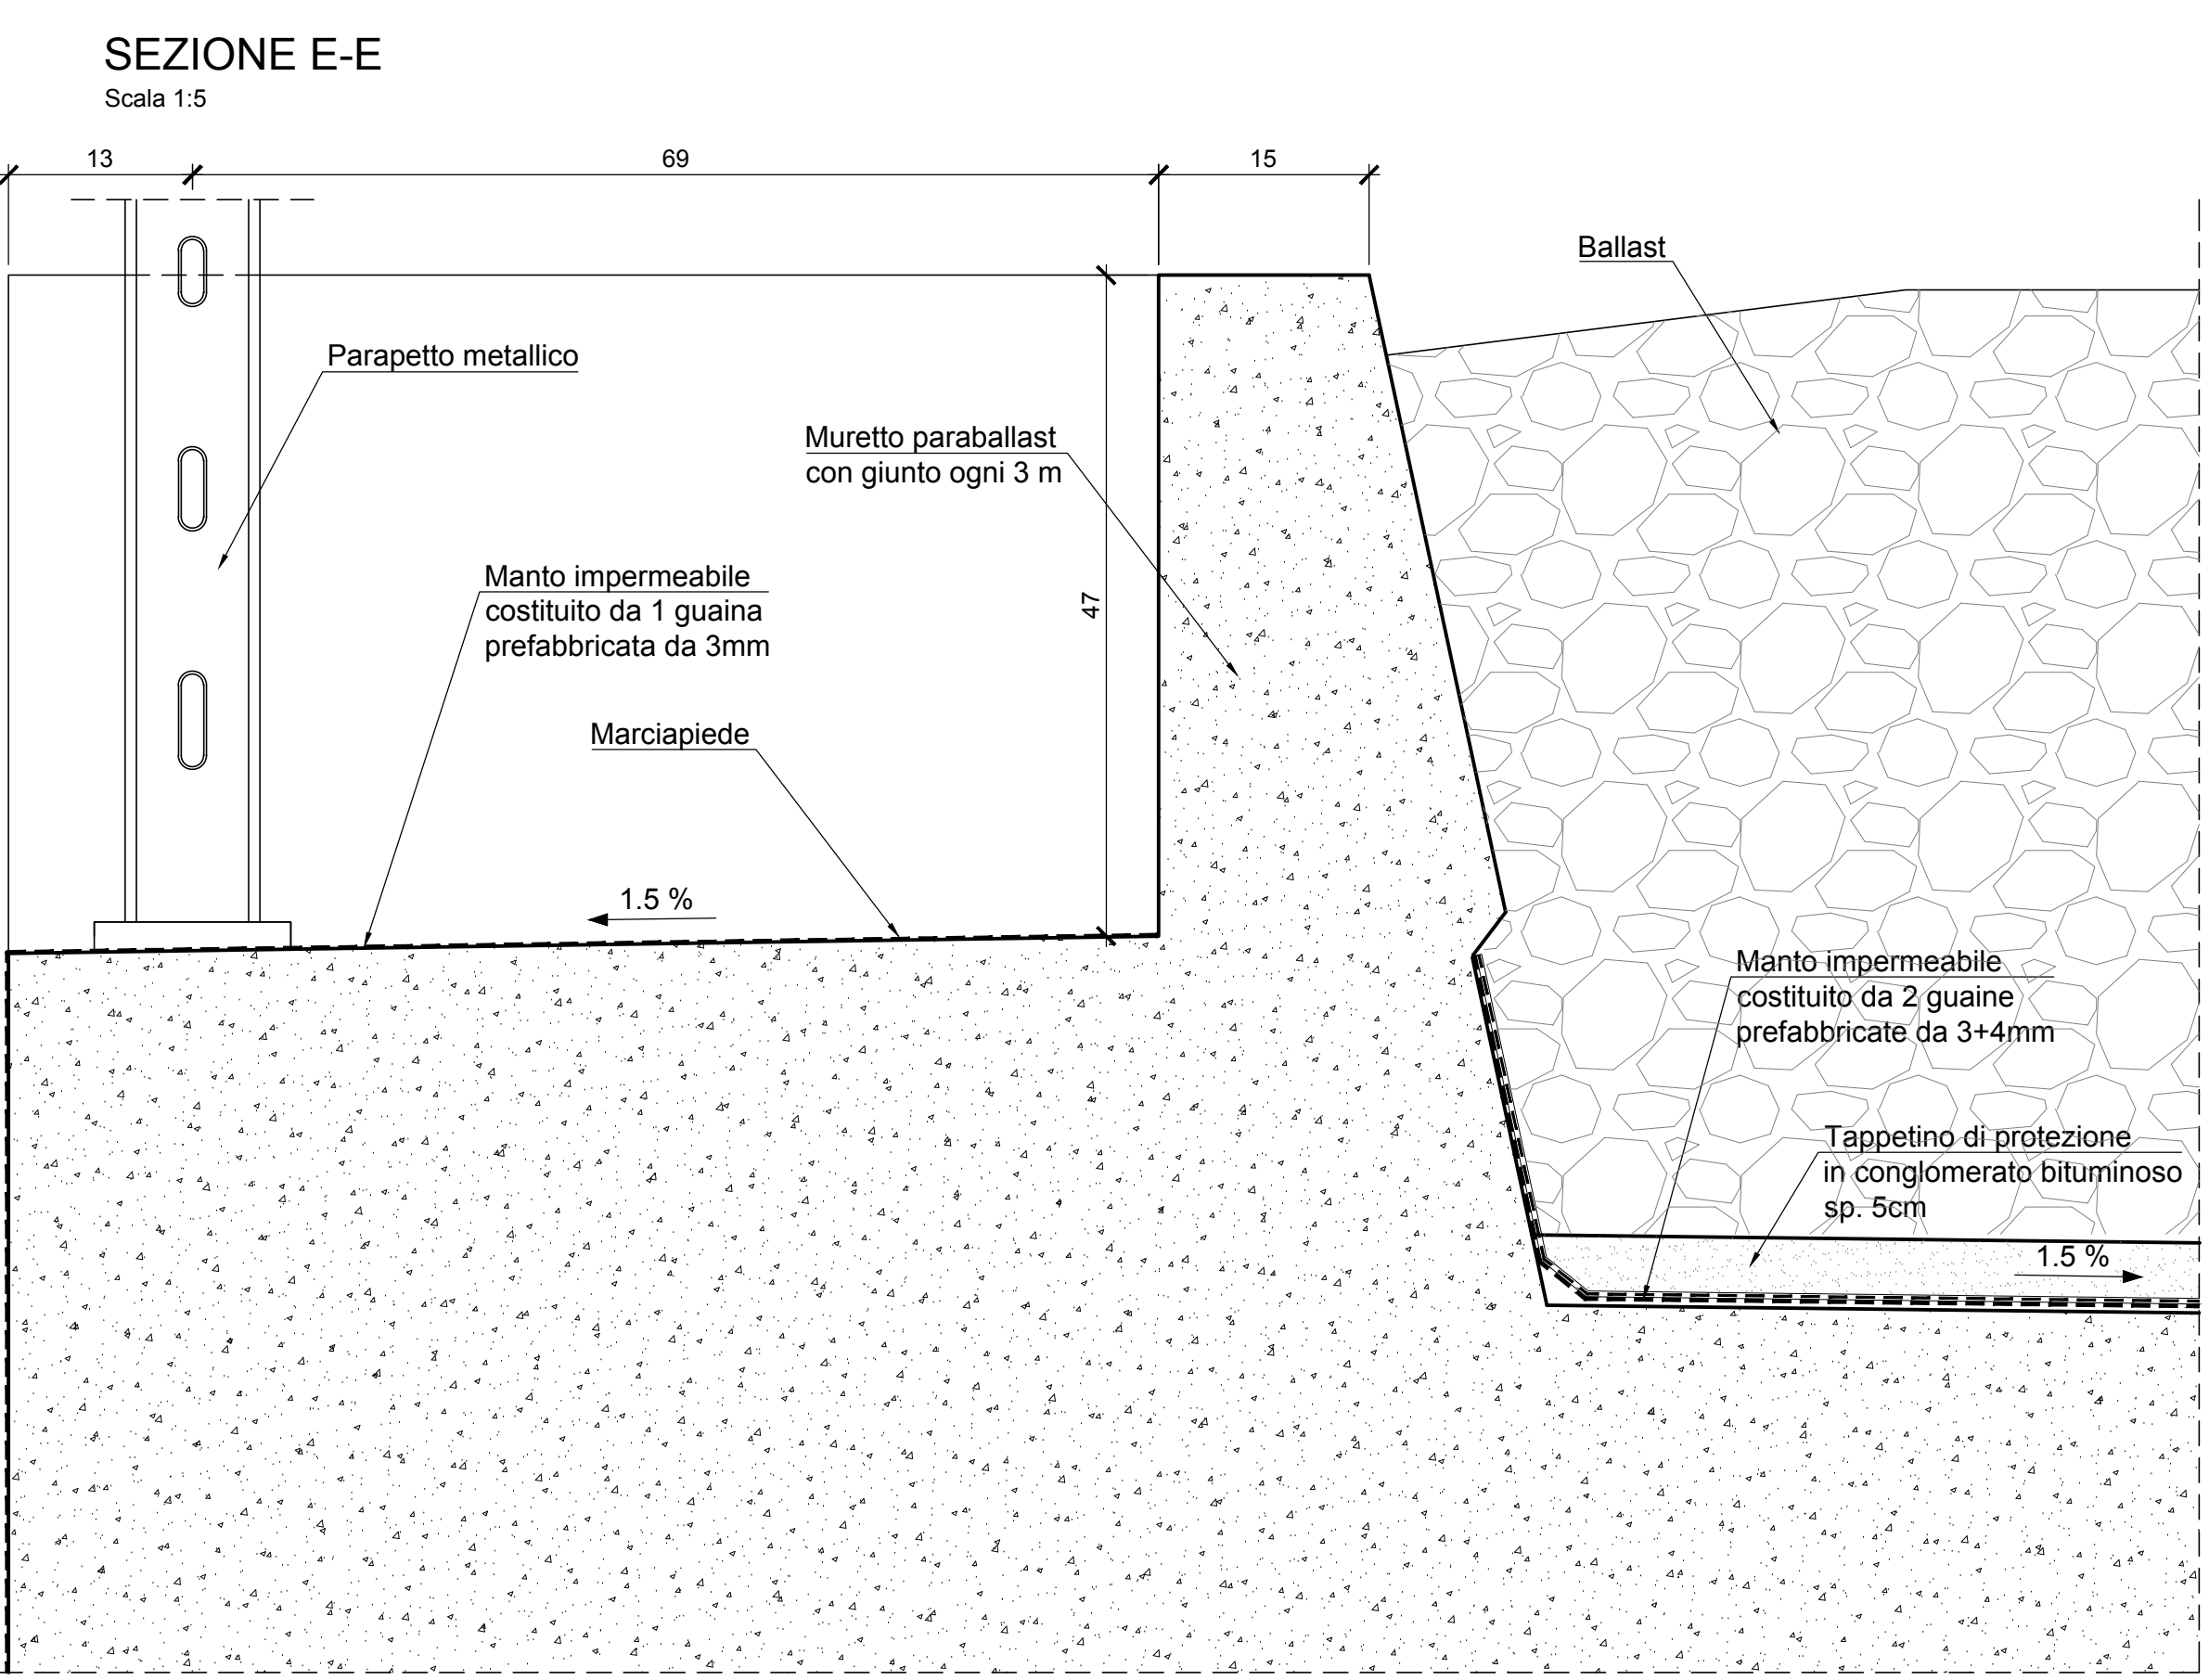 SEZIONE E-E
Scala 1:5
13
69
15
Ballast
Parapetto metallico
Muretto paraballast
con giunto ogni 3 m
Manto impermeabile
costituito da 1 guaina
prefabbricata da 3mm
47
Marciapiede
1.5 %
Manto impermeabile
costituito da 2 guaine
prefabbricate da 3+4mm
Tappetino di protezione
in conglomerato bituminoso
sp. 5cm
1.5 %